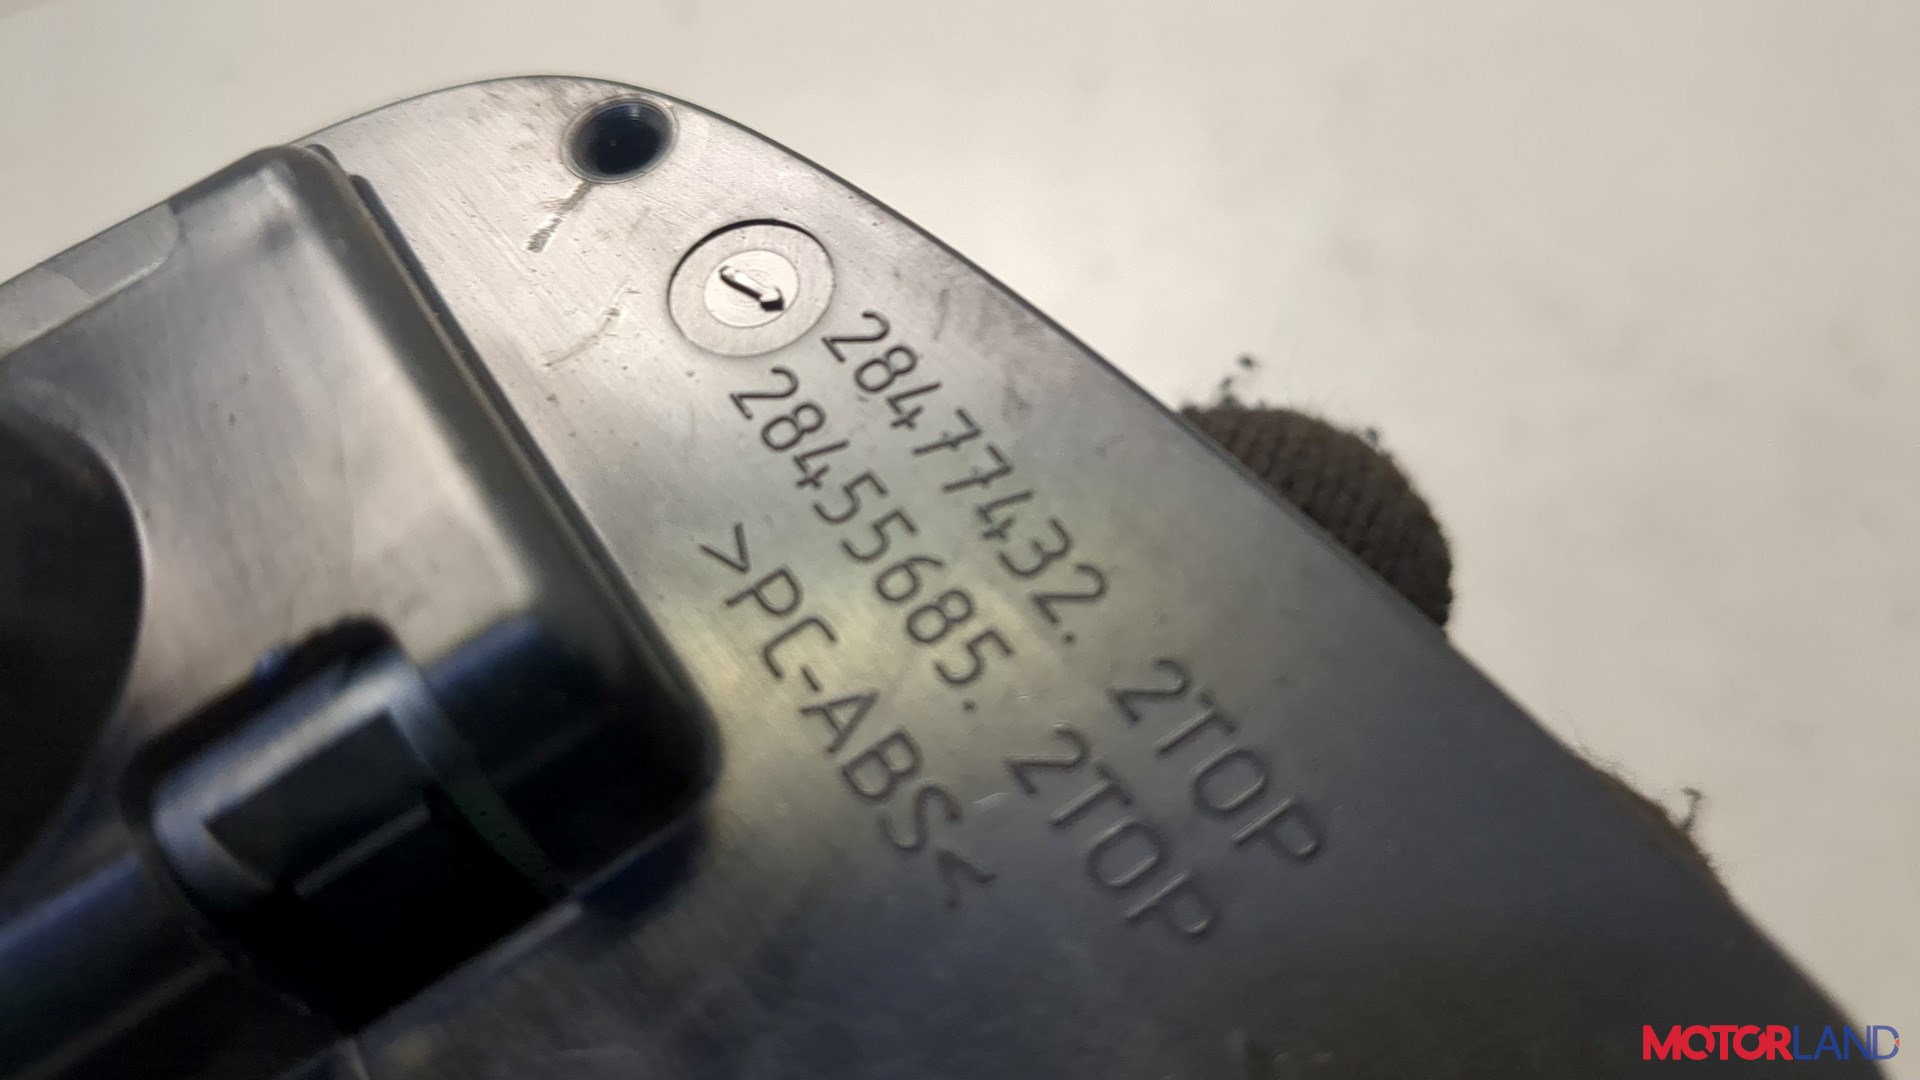 28477432. 2TOP
28455685. 2TOP
>PC-ABS<
MOTORLAND